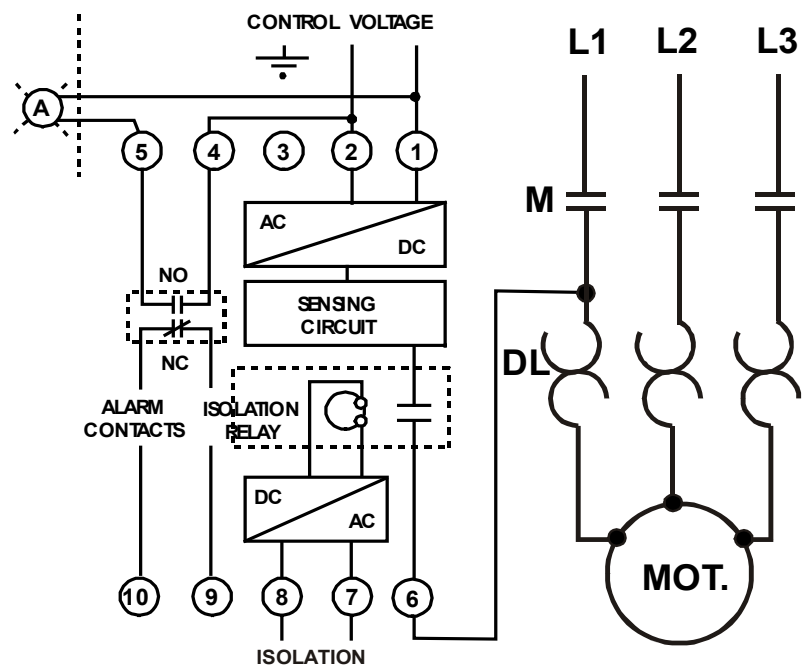 CONTROL VOLTAGE
L1 L2 L3
A
5 4 3 2 1
AC
DC
M
NO
SENSING
CIRCUIT
NC
DL
ALARM
CONTACTS
ISOLATION
RELAY
DC
AC
MOT.
10 9 8 7 6
ISOLATION